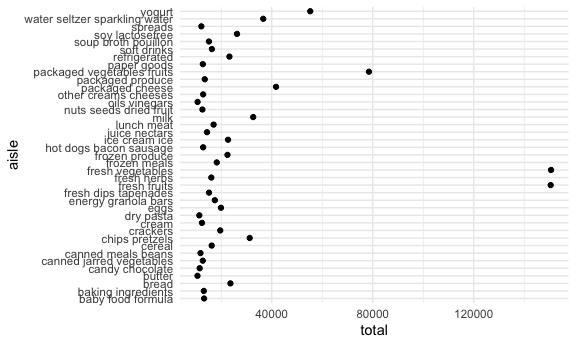 yogurt
water seltzer sparkling water
spreads
soy lactosefree
soup broth bouillon
soft drinks
refrigerated
paper goods
packaged vegetables fruits
packaged produce
packaged cheese
other creams cheeses
oils vinegars
nuts seeds dried fruit
milk
lunch meat
juice nectars
ice cream ice
hot dogs bacon sausage
frozen produce
frozen meals
fresh vegetables
fresh herbs
fresh fruits
fresh dips tapenades
energy granola bars
eggs
dry pasta
cream
crackers
chips pretzels
cereal
canned meals beans
canned jarred vegetables
candy chocolate
butter
bread
baking ingredients
baby food formula
aisle
40000
80000
120000
total